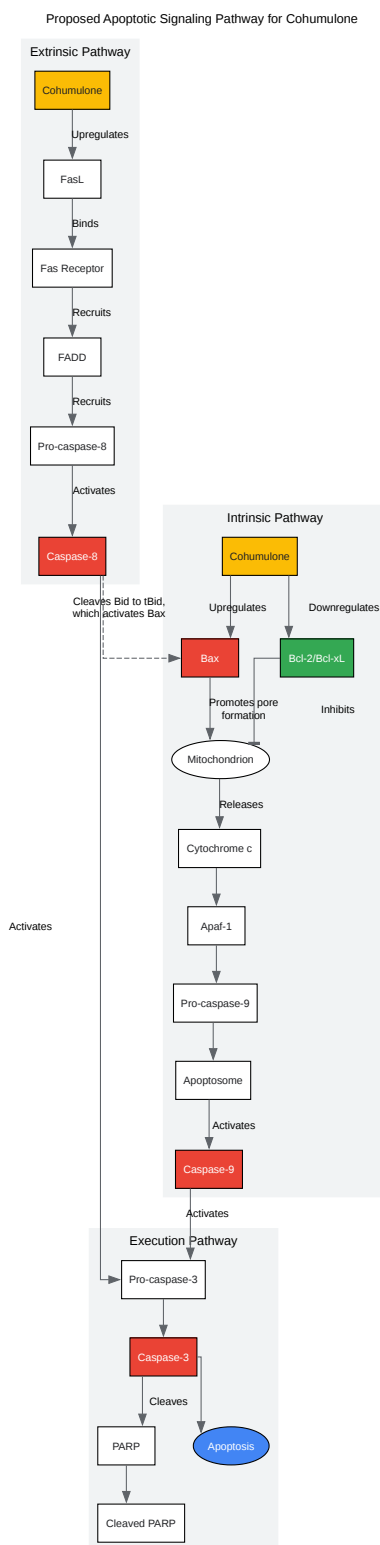 Proposed Apoptotic Signaling Pathway for Cohumulone
Extrinsic Pathway
Cohumulone
Upregulates
FasL
Binds
Fas Receptor
Recruits
FADD
Recruits
Pro-caspase-8
Activates
Caspase-8
Intrinsic Pathway
Cohumulone
Cleaves Bid to tBid,
which activates Bax
Upregulates
Downregulates
Bax
Bcl-2/Bcl-xL
Promotes pore
formation
Inhibits
Mitochondrion
Releases
Cytochrome c
Apaf-1
Activates
Pro-caspase-9
Apoptosome
Activates
Caspase-9
Activates
Execution Pathway
Pro-caspase-3
Caspase-3
Cleaves
PARP
Apoptosis
Cleaved PARP